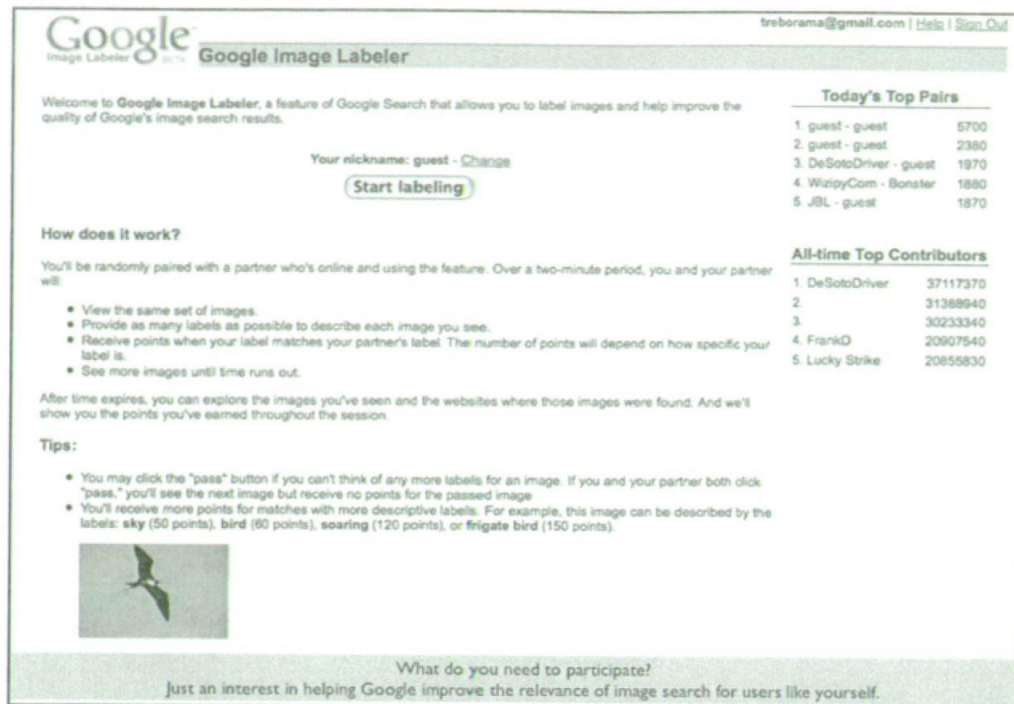 treborama@gmail.com | Help | Sign Out
Google
Image Labeler BETA
Google Image Labeler
Welcome to Google Image Labeler, a feature of Google Search that allows you to label images and help improve the
quality of Google's image search results.
Your nickname: guest - Change
Start labeling
How does it work?
You'll be randomly paired with a partner who's online and using the feature. Over a two-minute period, you and your partner
will:
• View the same set of images.
• Provide as many labels as possible to describe each image you see.
• Receive points when your label matches your partner's label. The number of points will depend on how specific your
label is.
• See more images until time runs out.
After time expires, you can explore the images you've seen and the websites where those images were found. And we'll
show you the points you've earned throughout the session.
Tips:
• You may click the "pass" button if you can't think of any more labels for an image. If you and your partner both click
"pass," you'll see the next image but receive no points for the passed image
• You'll receive more points for matches with more descriptive labels. For example, this image can be described by the
labels: sky (50 points), bird (60 points), soaring (120 points), or frigate bird (150 points).
Today's Top Pairs
1. guest - guest 5700
2. guest - guest 2380
3. DeSotoDriver - guest 1970
4. WizipyCom - Bonster 1880
5. JBL - guest 1870
All-time Top Contributors
1. DeSotoDriver 37117370
2. 31388940
3. 30233340
4. FrankD 20907540
5. Lucky Strike 20855830
What do you need to participate?
Just an interest in helping Google improve the relevance of image search for users like yourself.